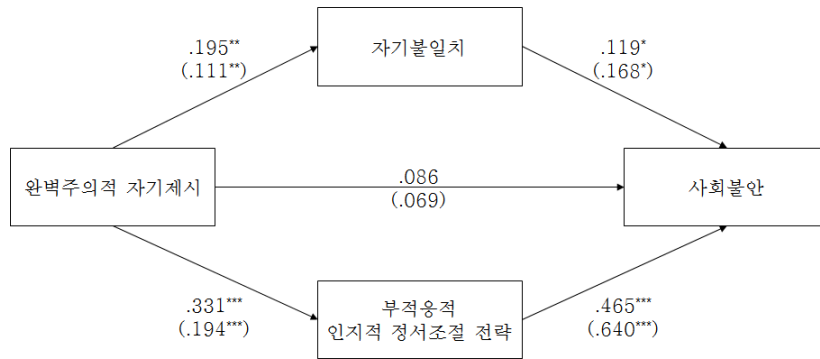 .195**
(.111**)
자기불일치
.119*
(.168*)
완벽주의적 자기제시
.086
(.069)
사회불안
.331***
(.194***)
부적응적
인지적 정서조절 전략
.465***
(.640***)